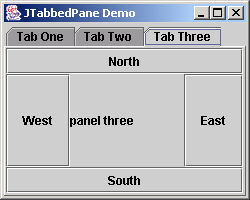 JTabbedPane Demo
Tab One Tab Two Tab Three
North
West panel three East
South